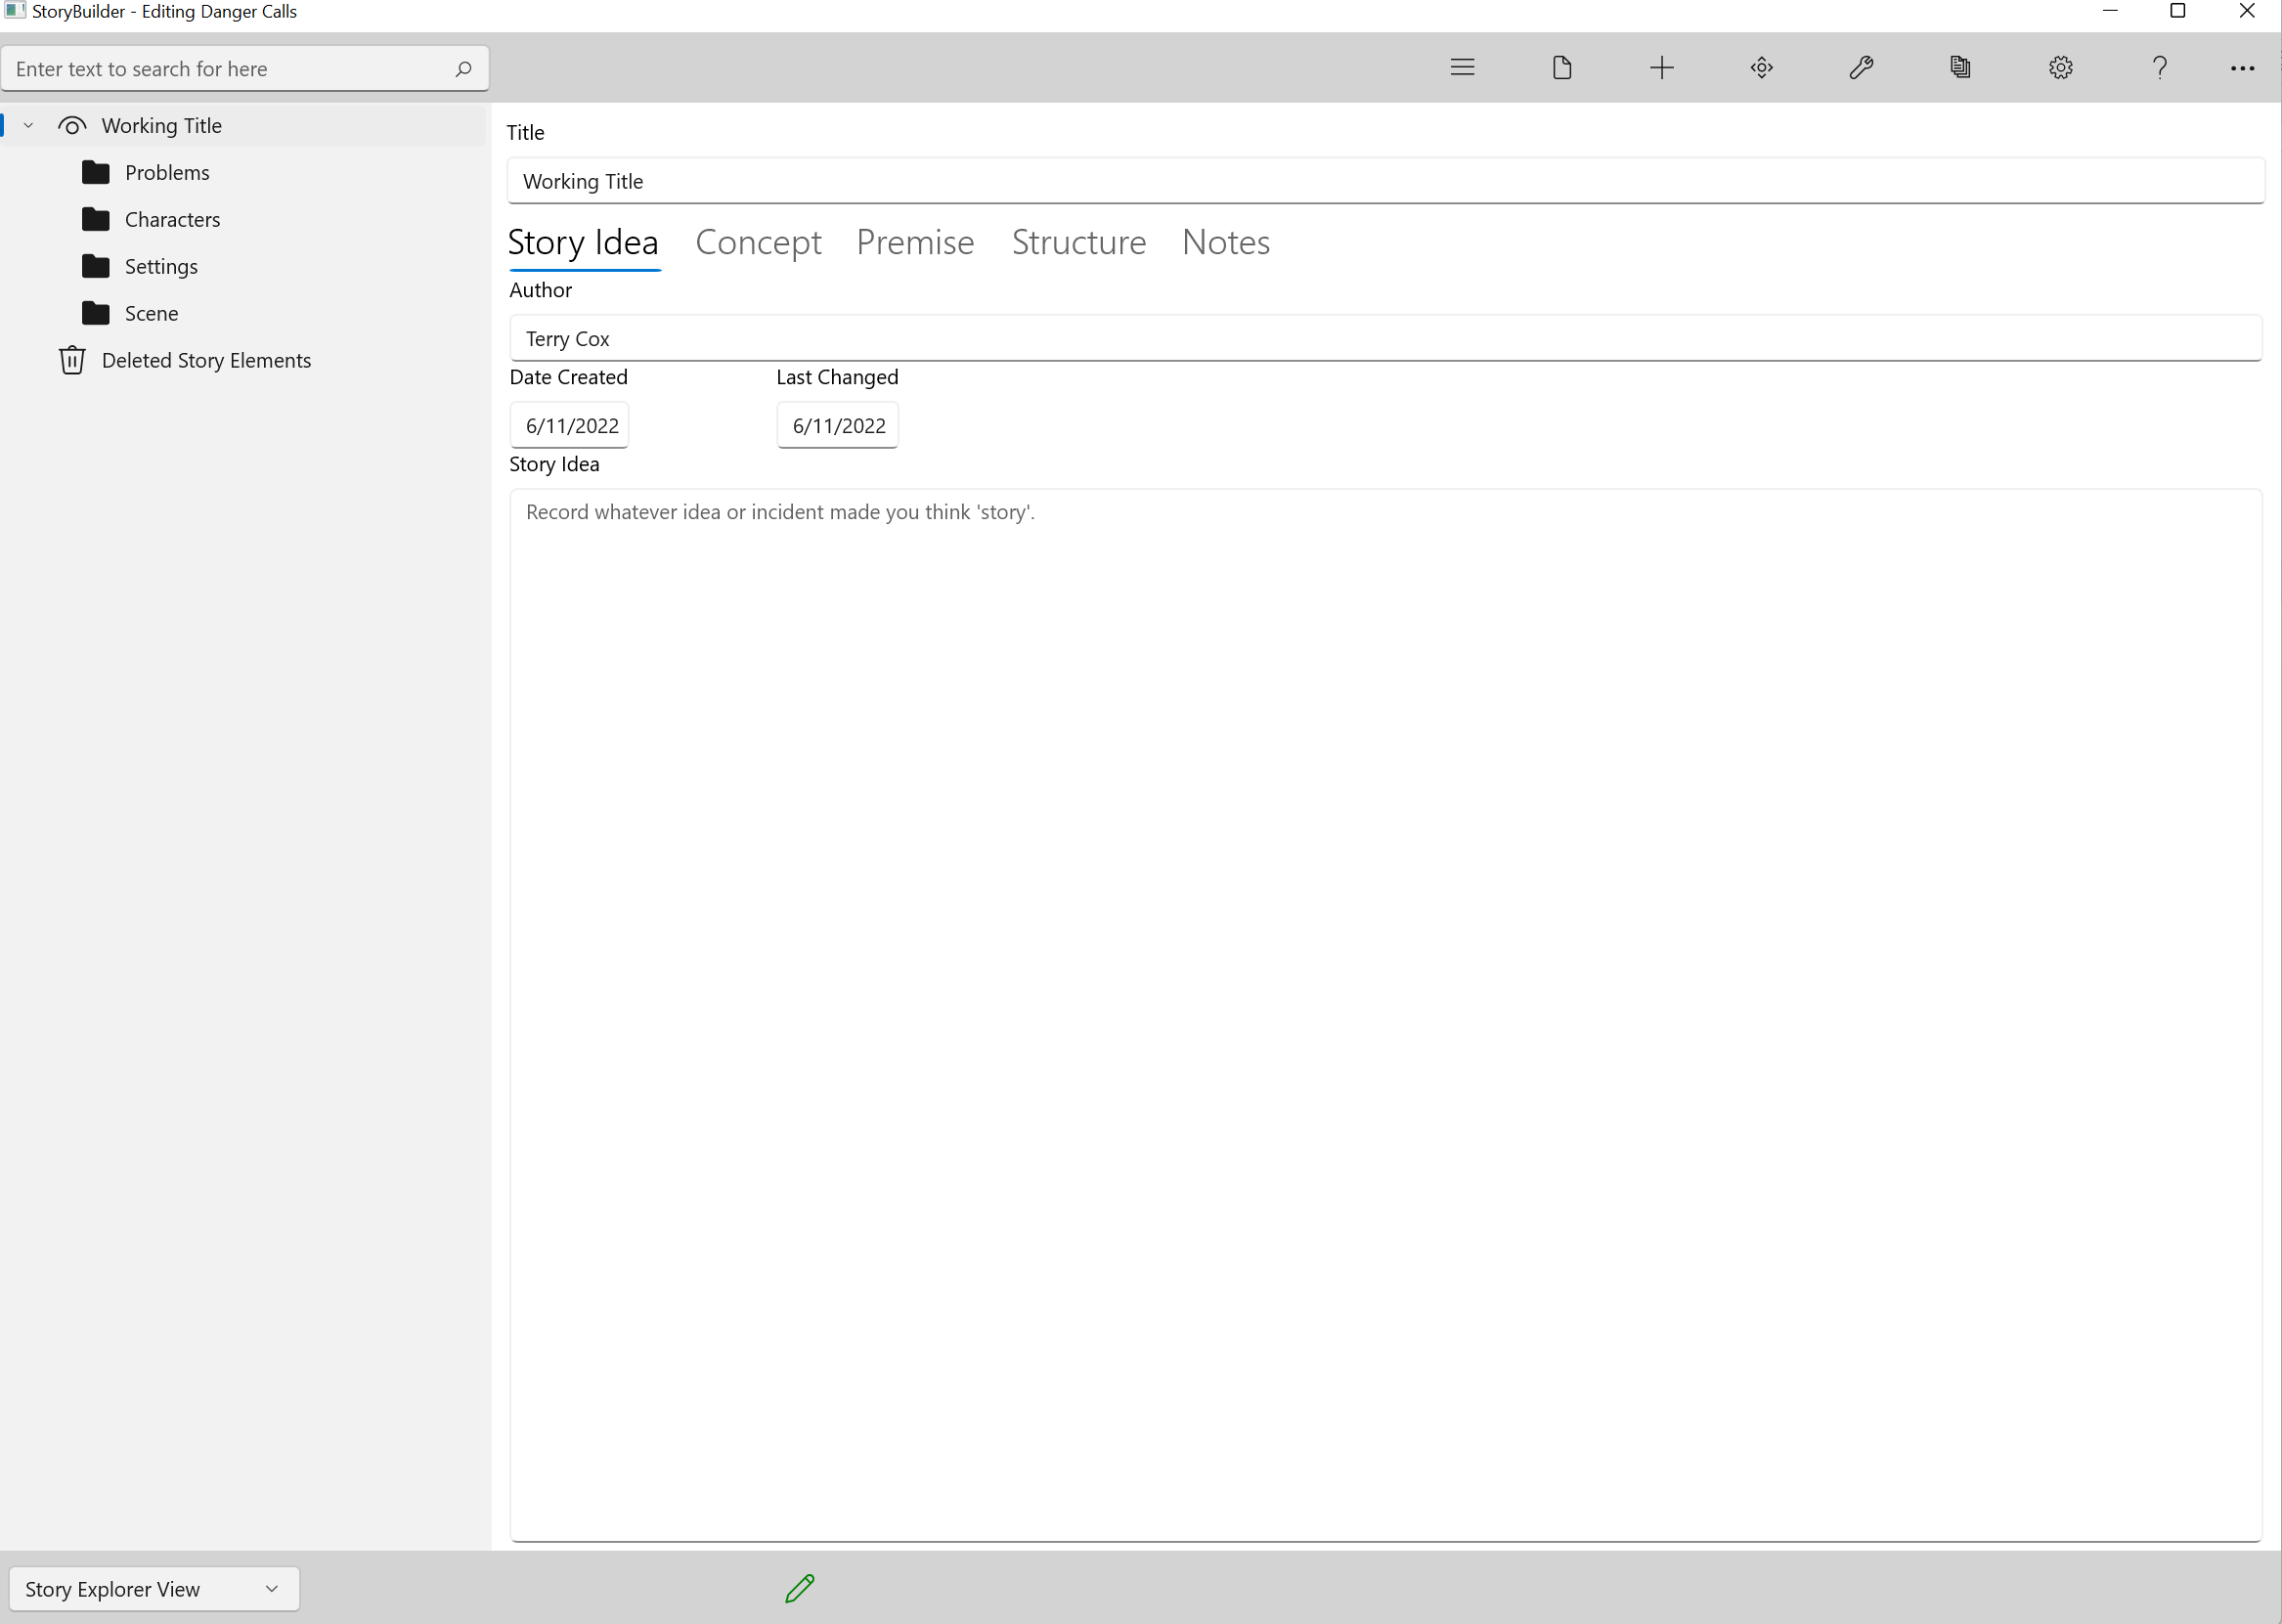 StoryBuilder - Editing Danger Calls
Enter text to search for here
Working Title
Problems
Characters
Settings
Scene
Deleted Story Elements
Title
Working Title
Story Idea Concept Premise Structure Notes
Author
Terry Cox
Date Created Last Changed
6/11/2022 6/11/2022
Story Idea
Record whatever idea or incident made you think 'story'.
Story Explorer View